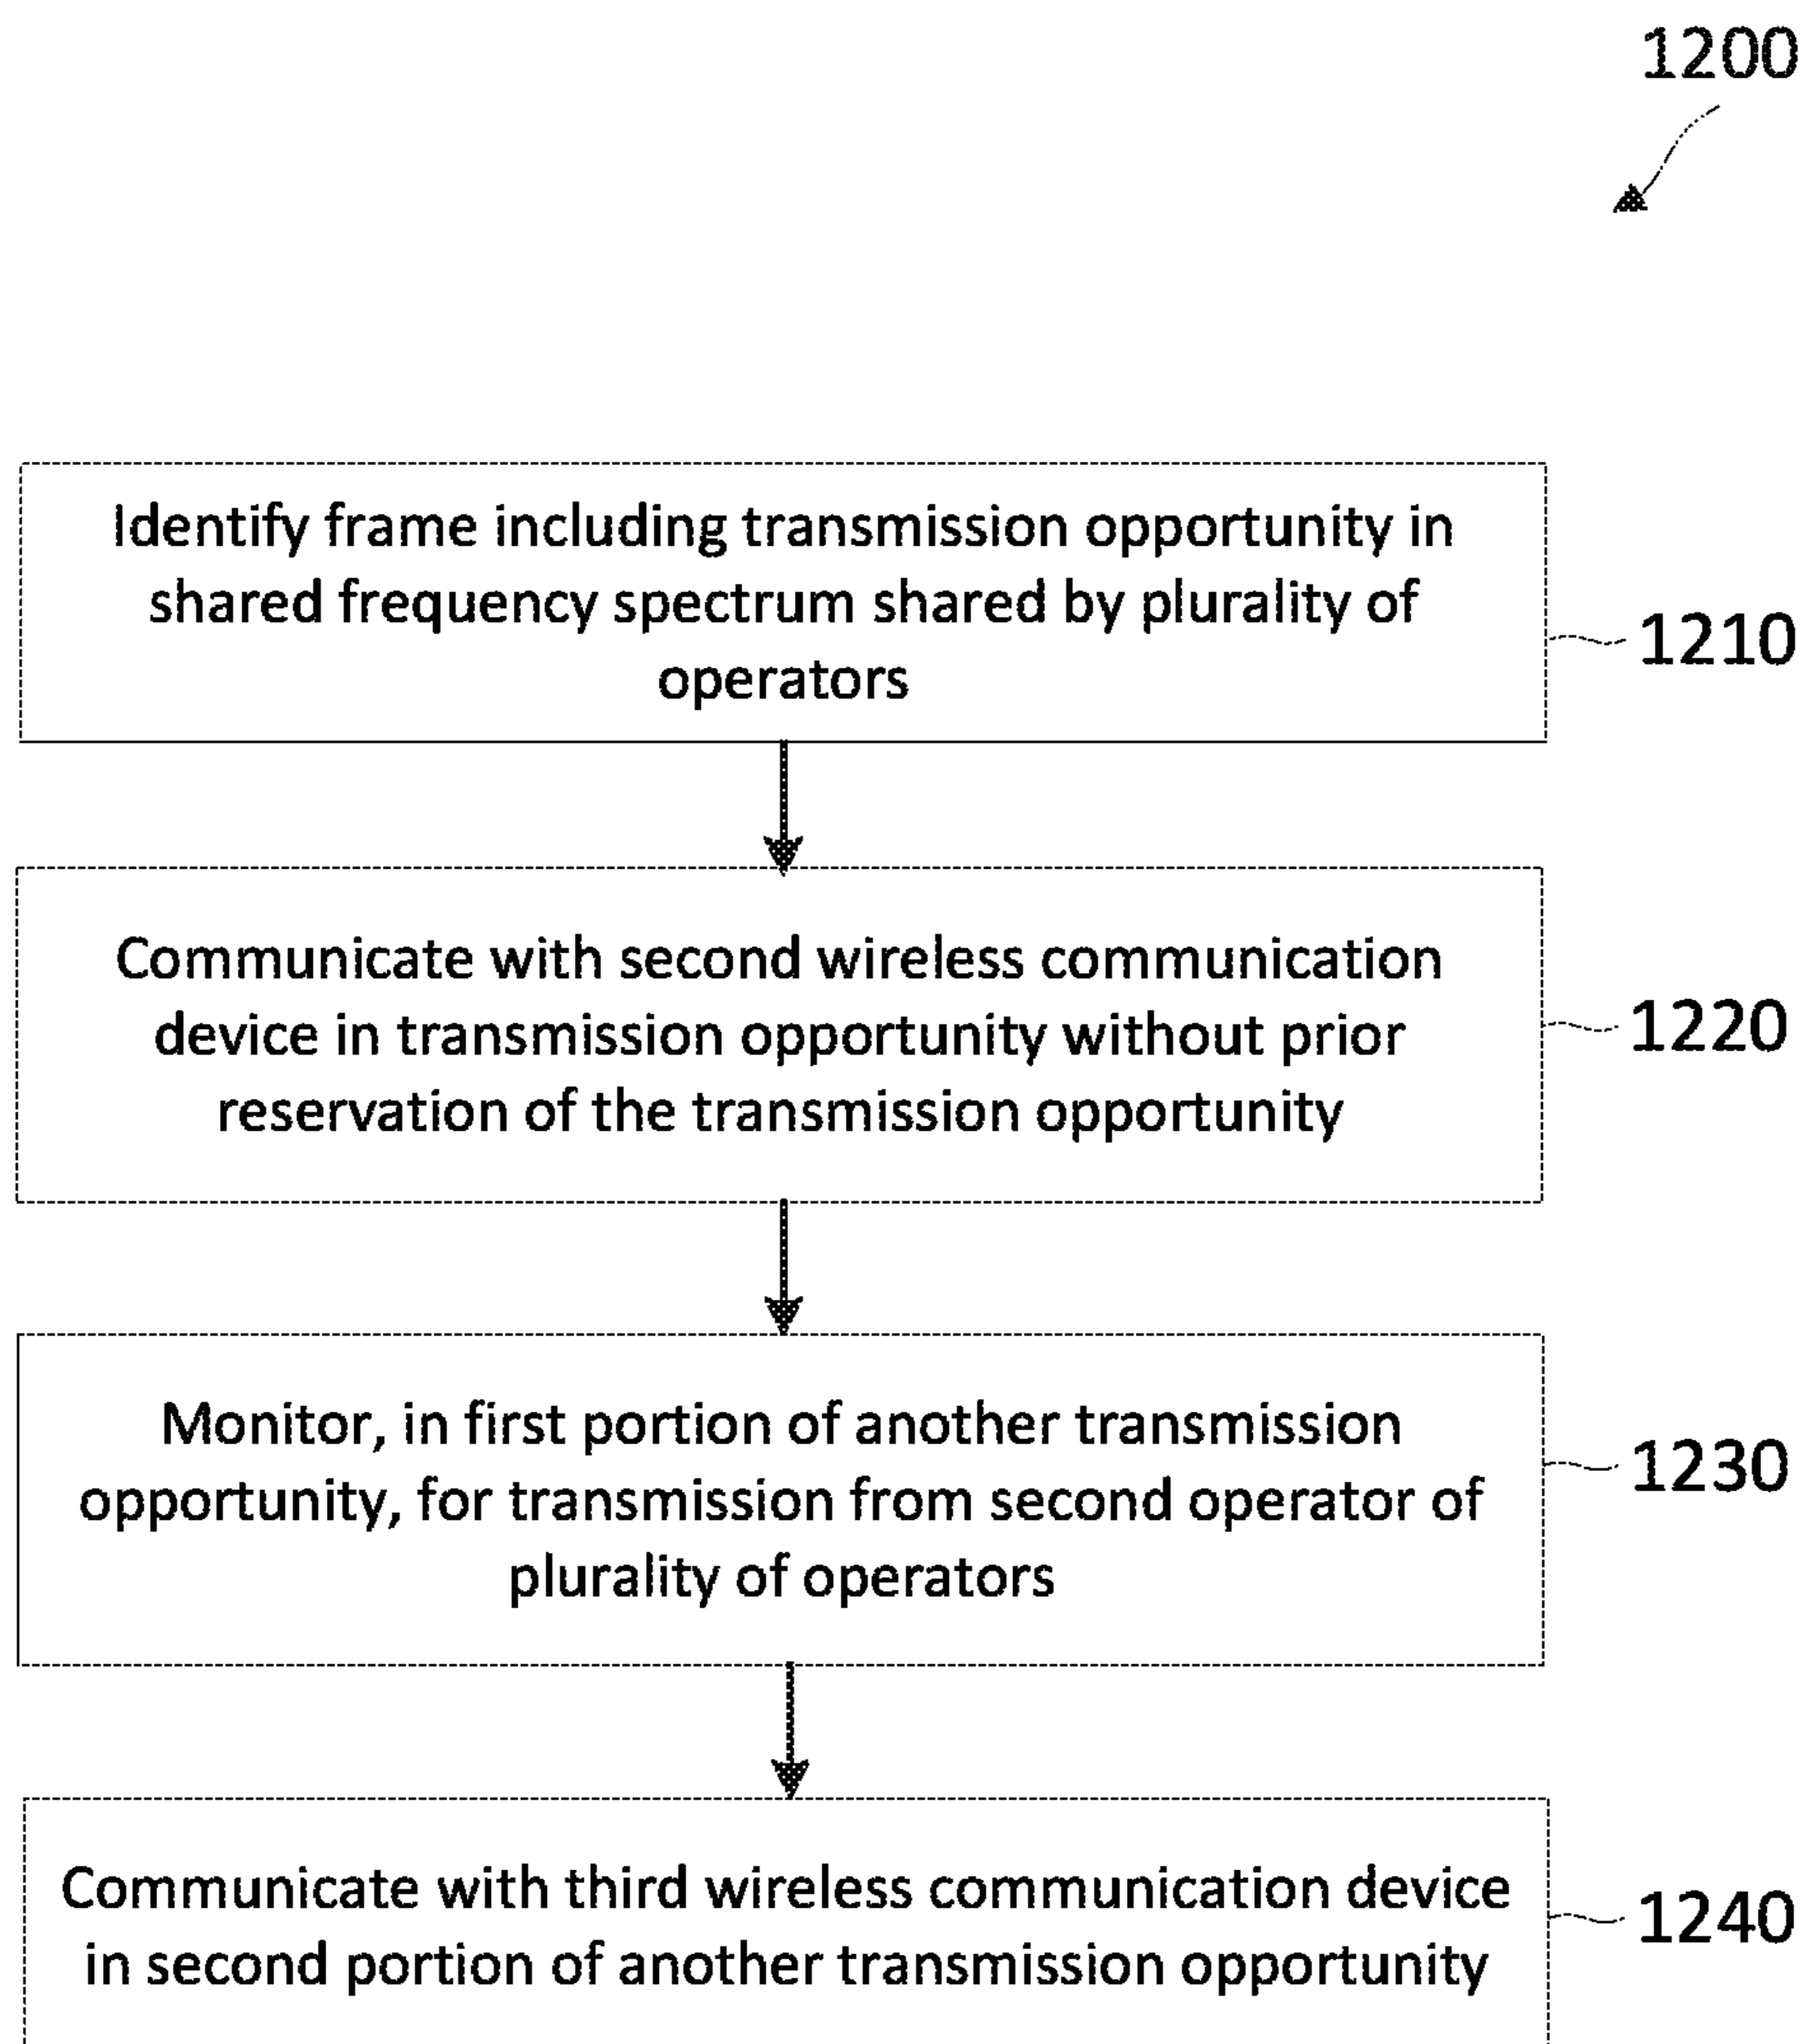 1200
Identify frame including transmission opportunity in
shared frequency spectrum shared by plurality of
operators
1210
Communicate with second wireless communication
device in transmission opportunity without prior
reservation of the transmission opportunity
1220
Monitor, in first portion of another transmission
opportunity, for transmission from second operator of
plurality of operators
1230
Communicate with third wireless communication device
in second portion of another transmission opportunity
1240